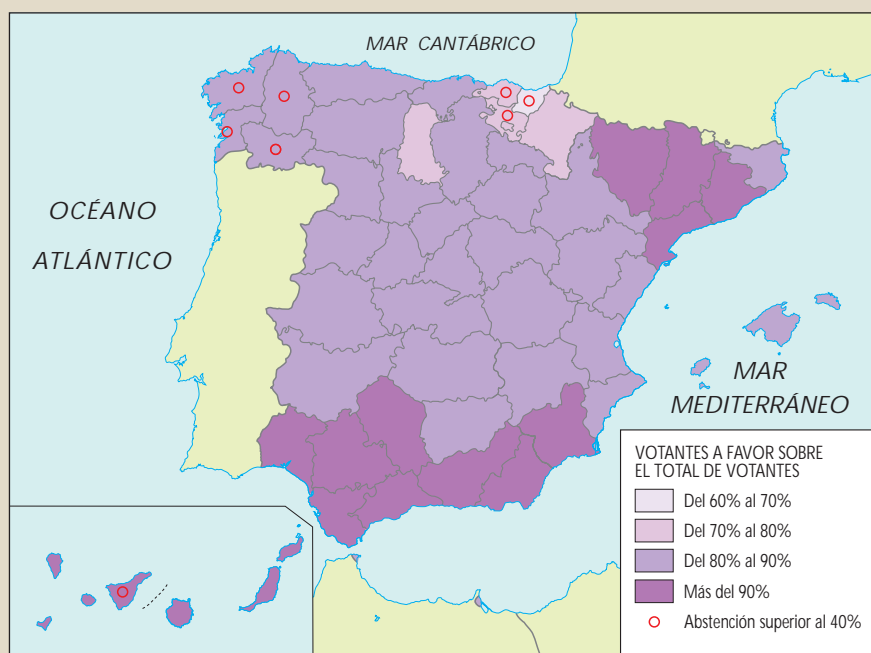 MAR CANTÁBRICO
OCÉANO
ATLÁNTICO
MAR
MEDITERRÁNEO
VOTANTES A FAVOR SOBRE
EL TOTAL DE VOTANTES
Del 60% al 70%
Del 70% al 80%
Del 80% al 90%
Más del 90%
Abstención superior al 40%